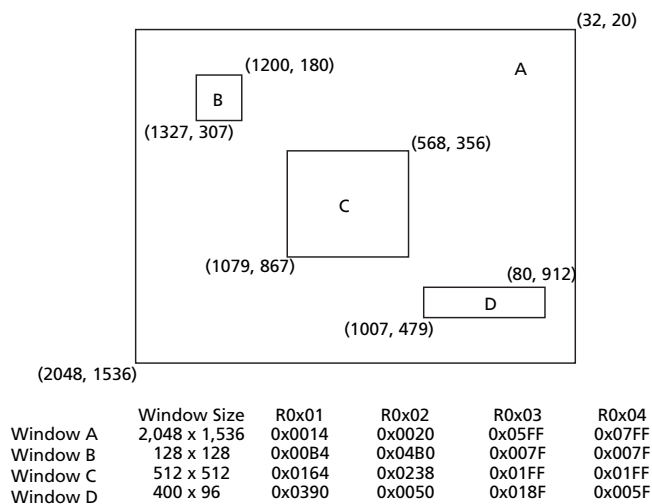 (32, 20)
A
(1200, 180)
B
(1327, 307)
(568, 356)
C
(1079, 867)
(80, 912)
D
(1007, 479)
(2048, 1536)
Window Size R0x01 R0x02 R0x03 R0x04
Window A 2,048 x 1,536 0x0014 0x0020 0x05FF 0x07FF
Window B 128 x 128 0x00B4 0x04B0 0x007F 0x007F
Window C 512 x 512 0x0164 0x0238 0x01FF 0x01FF
Window D 400 x 96 0x0390 0x0050 0x018F 0x005F